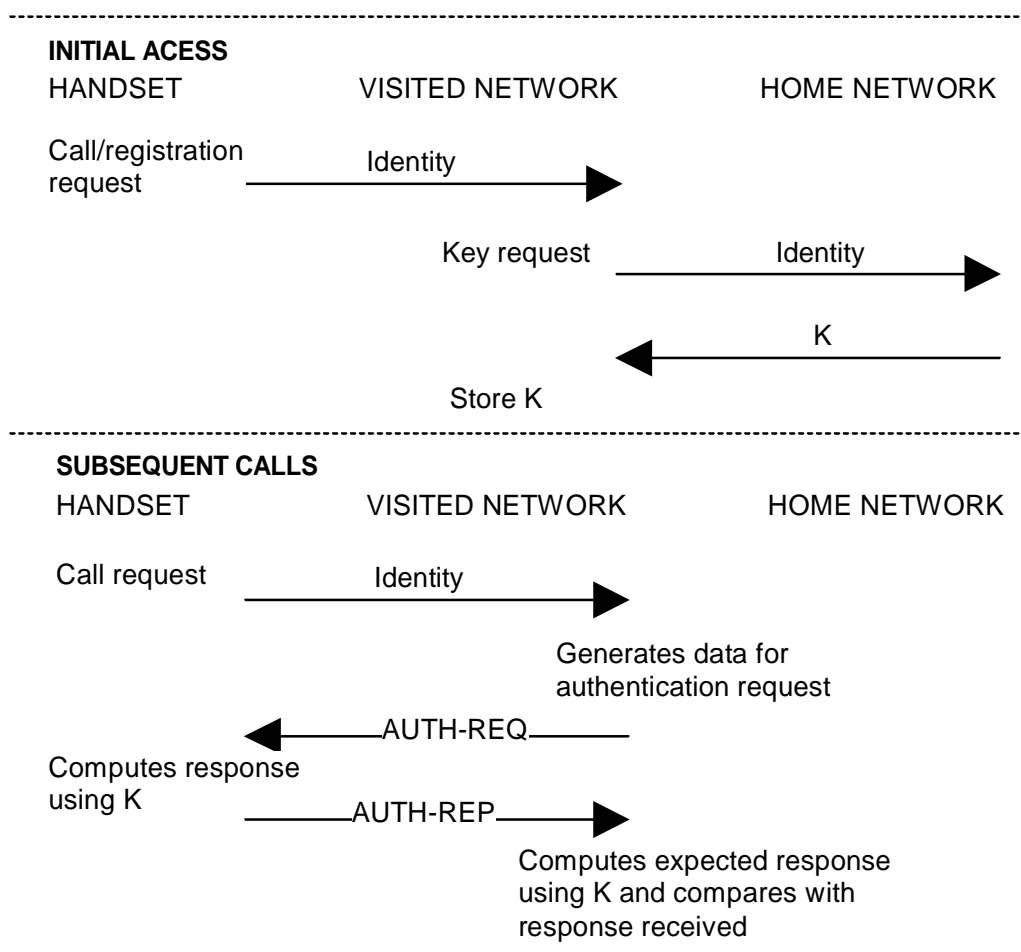 INITIAL ACESS
HANDSET VISITED NETWORK HOME NETWORK
Call/registration
request
Identity
Key request Identity
K
Store K
SUBSEQUENT CALLS
HANDSET VISITED NETWORK HOME NETWORK
Call request Identity
Generates data for
authentication request
AUTH-REQ
Computes response
using K
AUTH-REP
Computes expected response
using K and compares with
response received